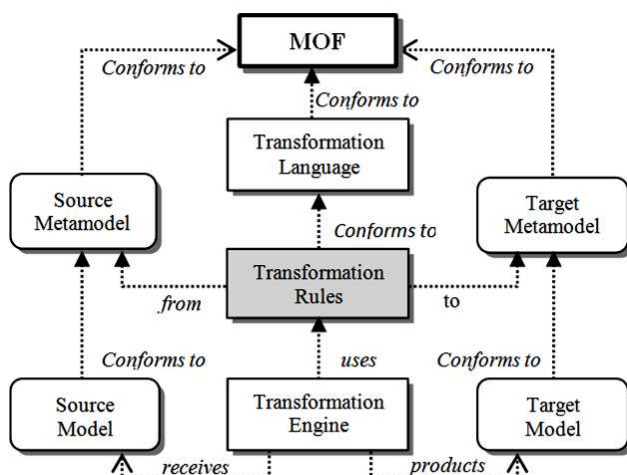 MOF
Conforms to
Conforms to
Conforms to
Transformation
Language
Source
Metamodel
Target
Metamodel
Conforms to
Transformation
Rules
from
to
Conforms to
uses
Conforms to
Source
Model
Transformation
Engine
Target
Model
receives
products